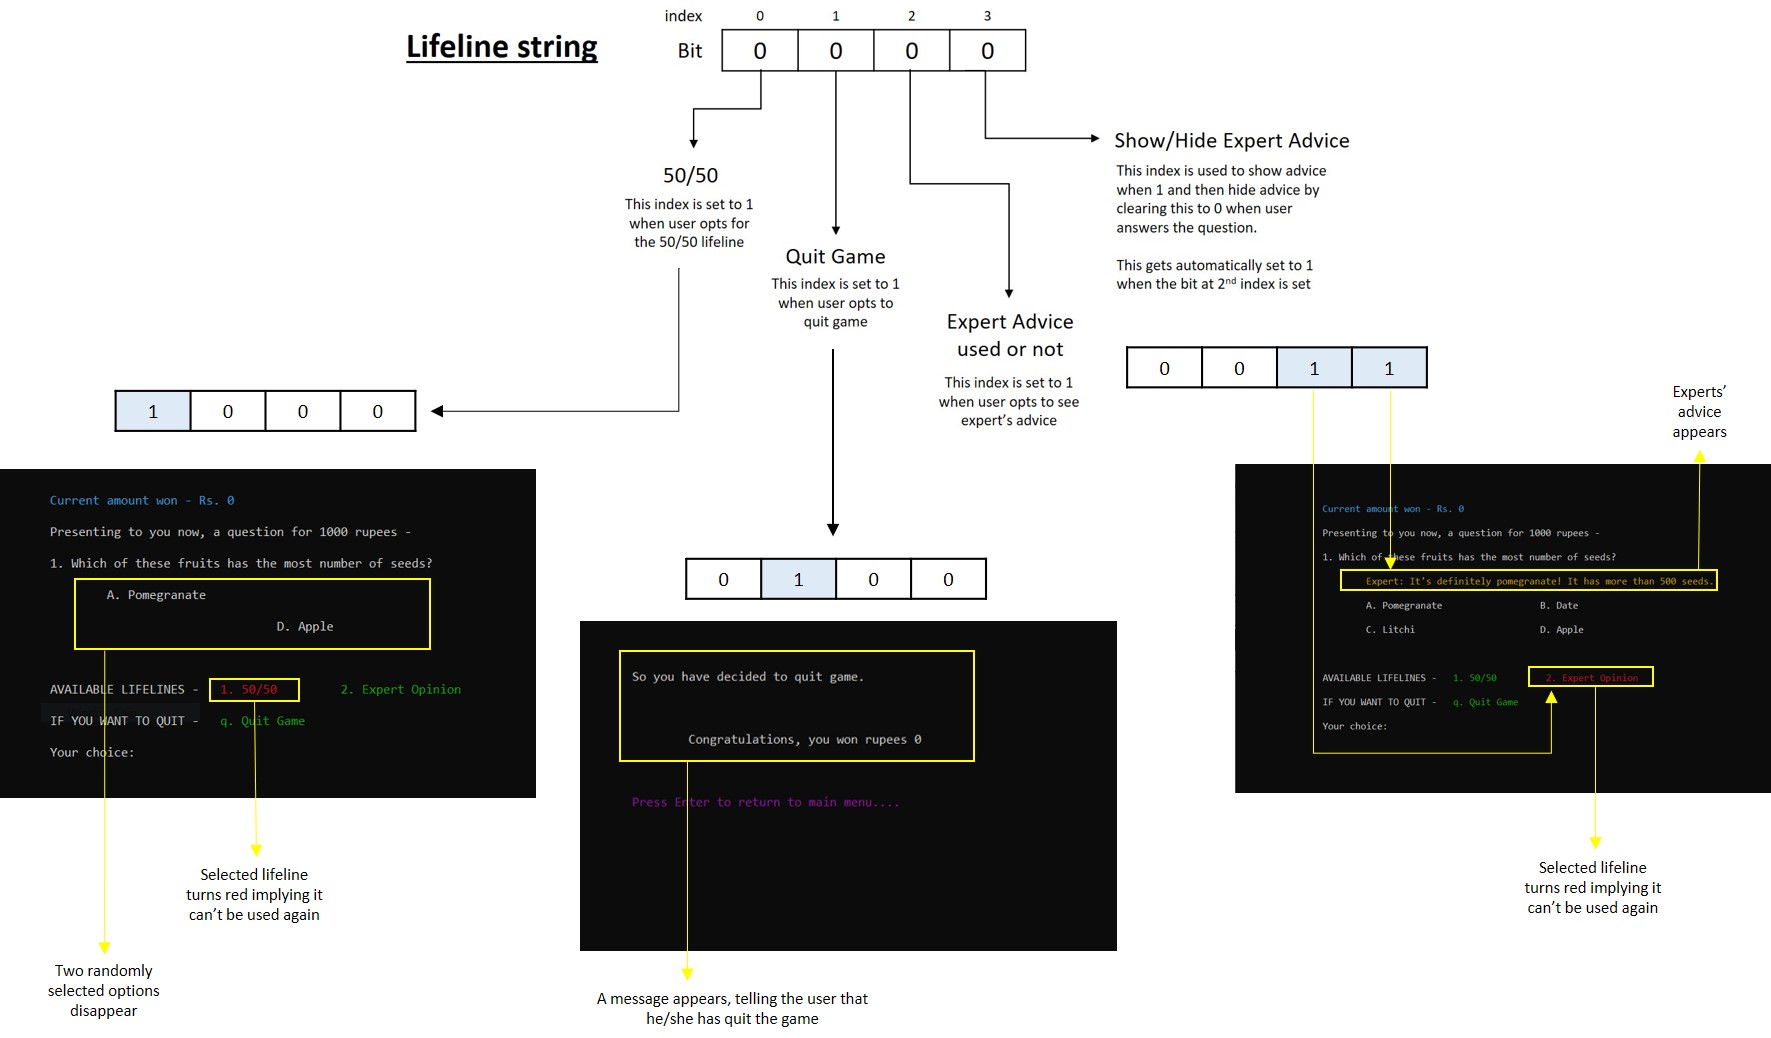 index 0 1 2 3
Lifeline string
Bit 0 0 0 0
50/50
This index is set to 1
when user opts for
the 50/50 lifeline
Quit Game
This index is set to 1
when user opts to
quit game
Expert Advice
used or not
This index is set to 1
when user opts to see
expert's advice
Show/Hide Expert Advice
This index is used to show advice
when 1 and then hide advice by
clearing this to 0 when user
answers the question.
This gets automatically set to 1
when the bit at 2nd index is set
1 0 0 0
Current amount won - Rs. 0
Presenting to you now, a question for 1000 rupees -
1. Which of these fruits has the most number of seeds?
A. Pomegranate
D. Apple
AVAILABLE LIFELINES - 1. 50/50 2. Expert Opinion
IF YOU WANT TO QUIT - q. Quit Game
Your choice:
Selected lifeline
turns red implying it
can't be used again
Two randomly
selected options
disappear
0 1 0 0
So you have decided to quit game.
Congratulations, you won rupees 0
Press Enter to return to main menu....
A message appears, telling the user that
he/she has quit the game
0 0 1 1
Experts'
advice
appears
Current amount won - Rs. 0
Presenting to you now, a question for 1000 rupees -
1. Which of these fruits has the most number of seeds?
Expert: It's definitely pomegranate! It has more than 500 seeds.
A. Pomegranate B. Date
C. Litchi D. Apple
AVAILABLE LIFELINES - 1. 50/50 2. Expert Opinion
IF YOU WANT TO QUIT - q. Quit Game
Your choice:
Selected lifeline
turns red implying it
can't be used again